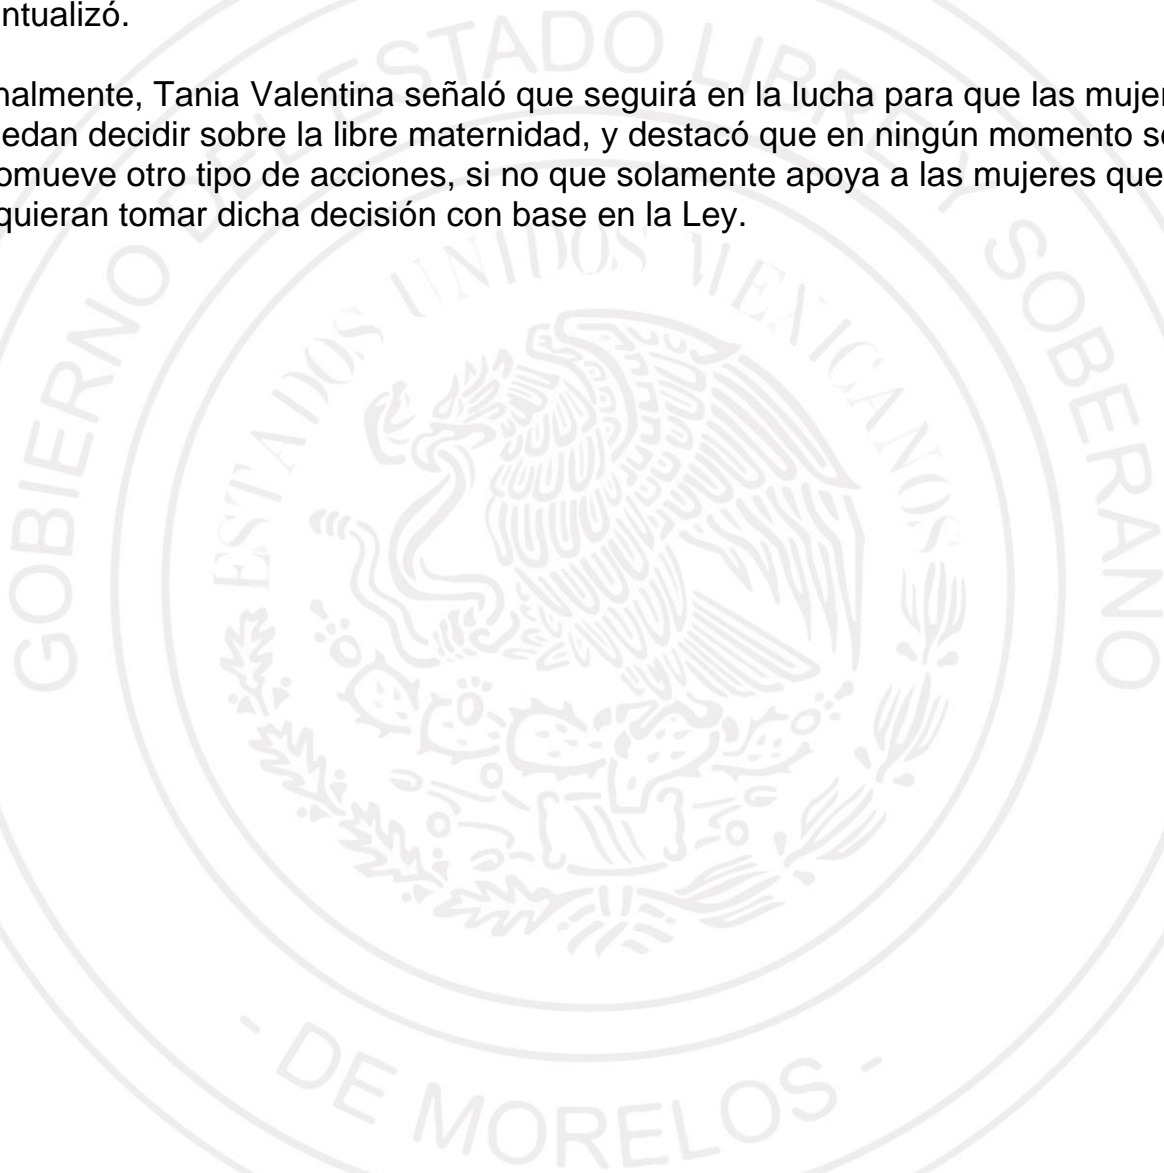 ntualizó.
nalmente, Tania Valentina señaló que seguirá en la lucha para que las mujer
edan decidir sobre la libre maternidad, y destacó que en ningún momento s
omueve otro tipo de acciones, si no que solamente apoya a las mujeres que
quieran tomar dicha decisión con base en la Ley.
GOBIERNO DEL ESTADO LIBRE Y SOBERANO
ESTADOS UNIDOS MEXICANOS
- DE MORELOS -